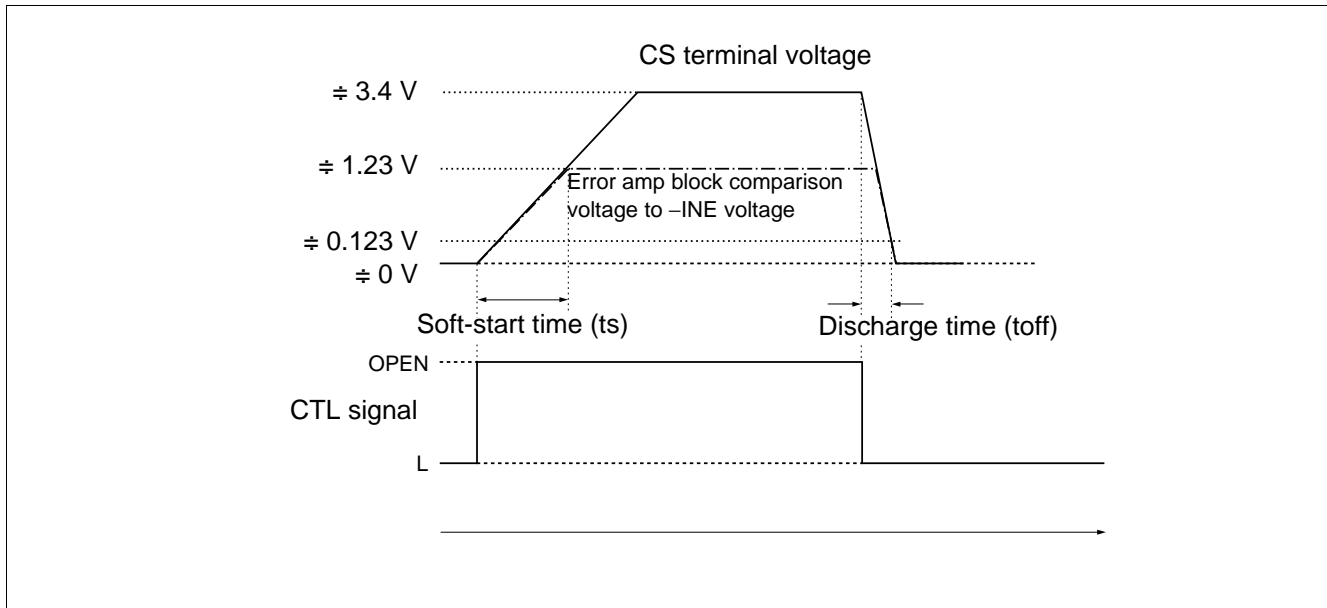 CS terminal voltage
≑ 3.4 V
≑ 1.23 V
Error amp block comparison
voltage to −INE voltage
≑ 0.123 V
≑ 0 V
Soft-start time (ts)
Discharge time (toff)
OPEN
CTL signal
L